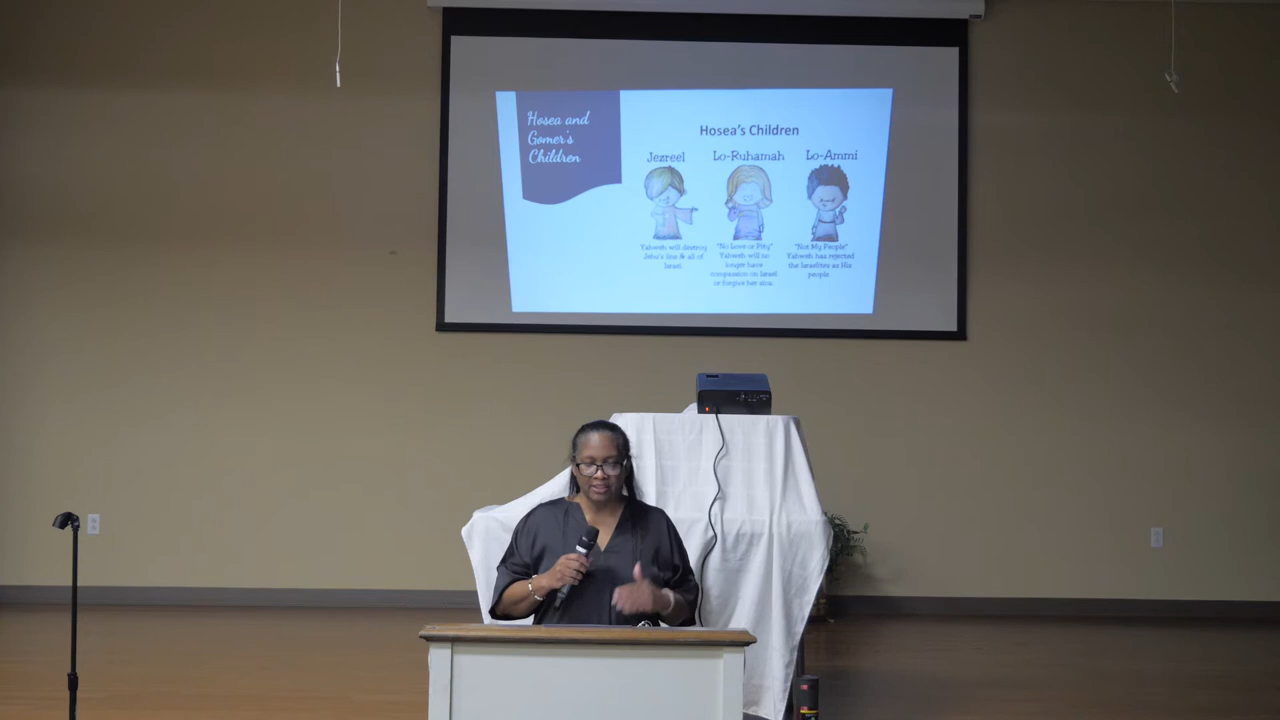 Hosea and
Gomer's
Children
Hosea's Children
Jezreel
Yahweh will destroy
Jehu's line & all of
Israel.
Lo-Ruhamah
"No Love or Pity"
Yahweh will no
longer have
compassion on Israel
or forgive her sins.
Lo-Ammi
"Not My People"
Yahweh has rejected
the Israelites as His
people.